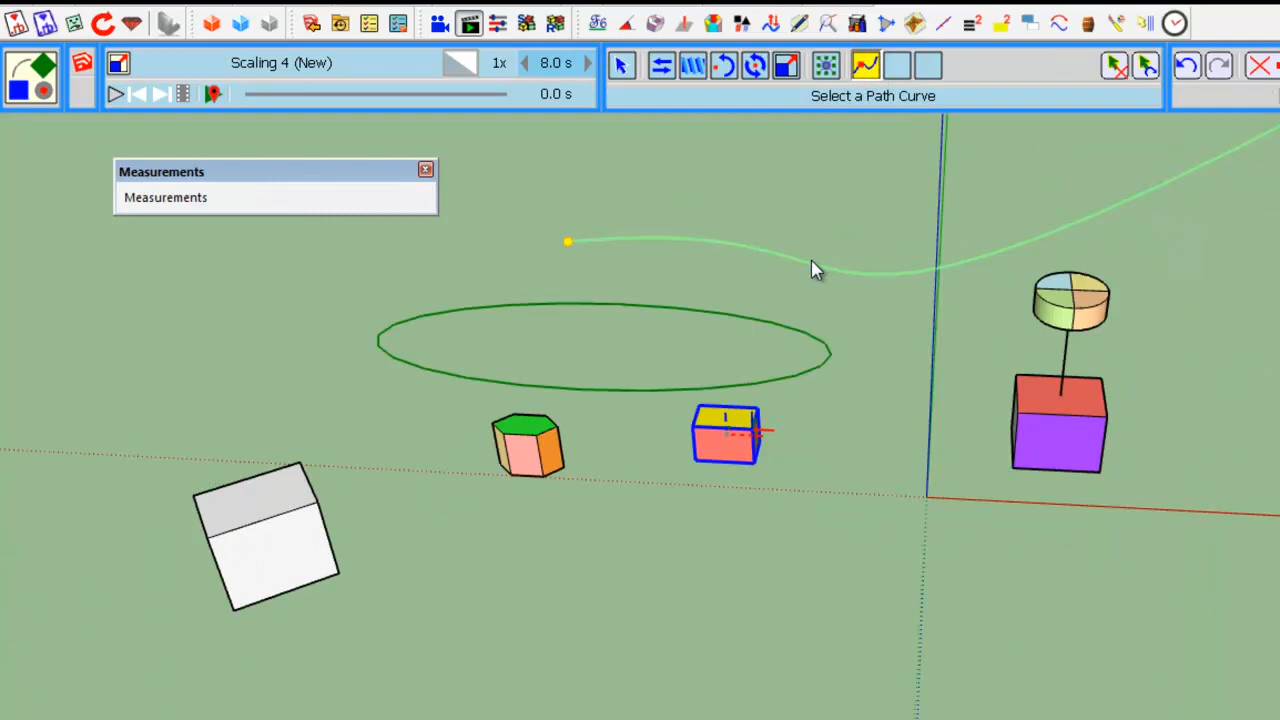 Scaling 4 (New)
1x
8.0 s
0.0 s
Select a Path Curve
Measurements
Measurements